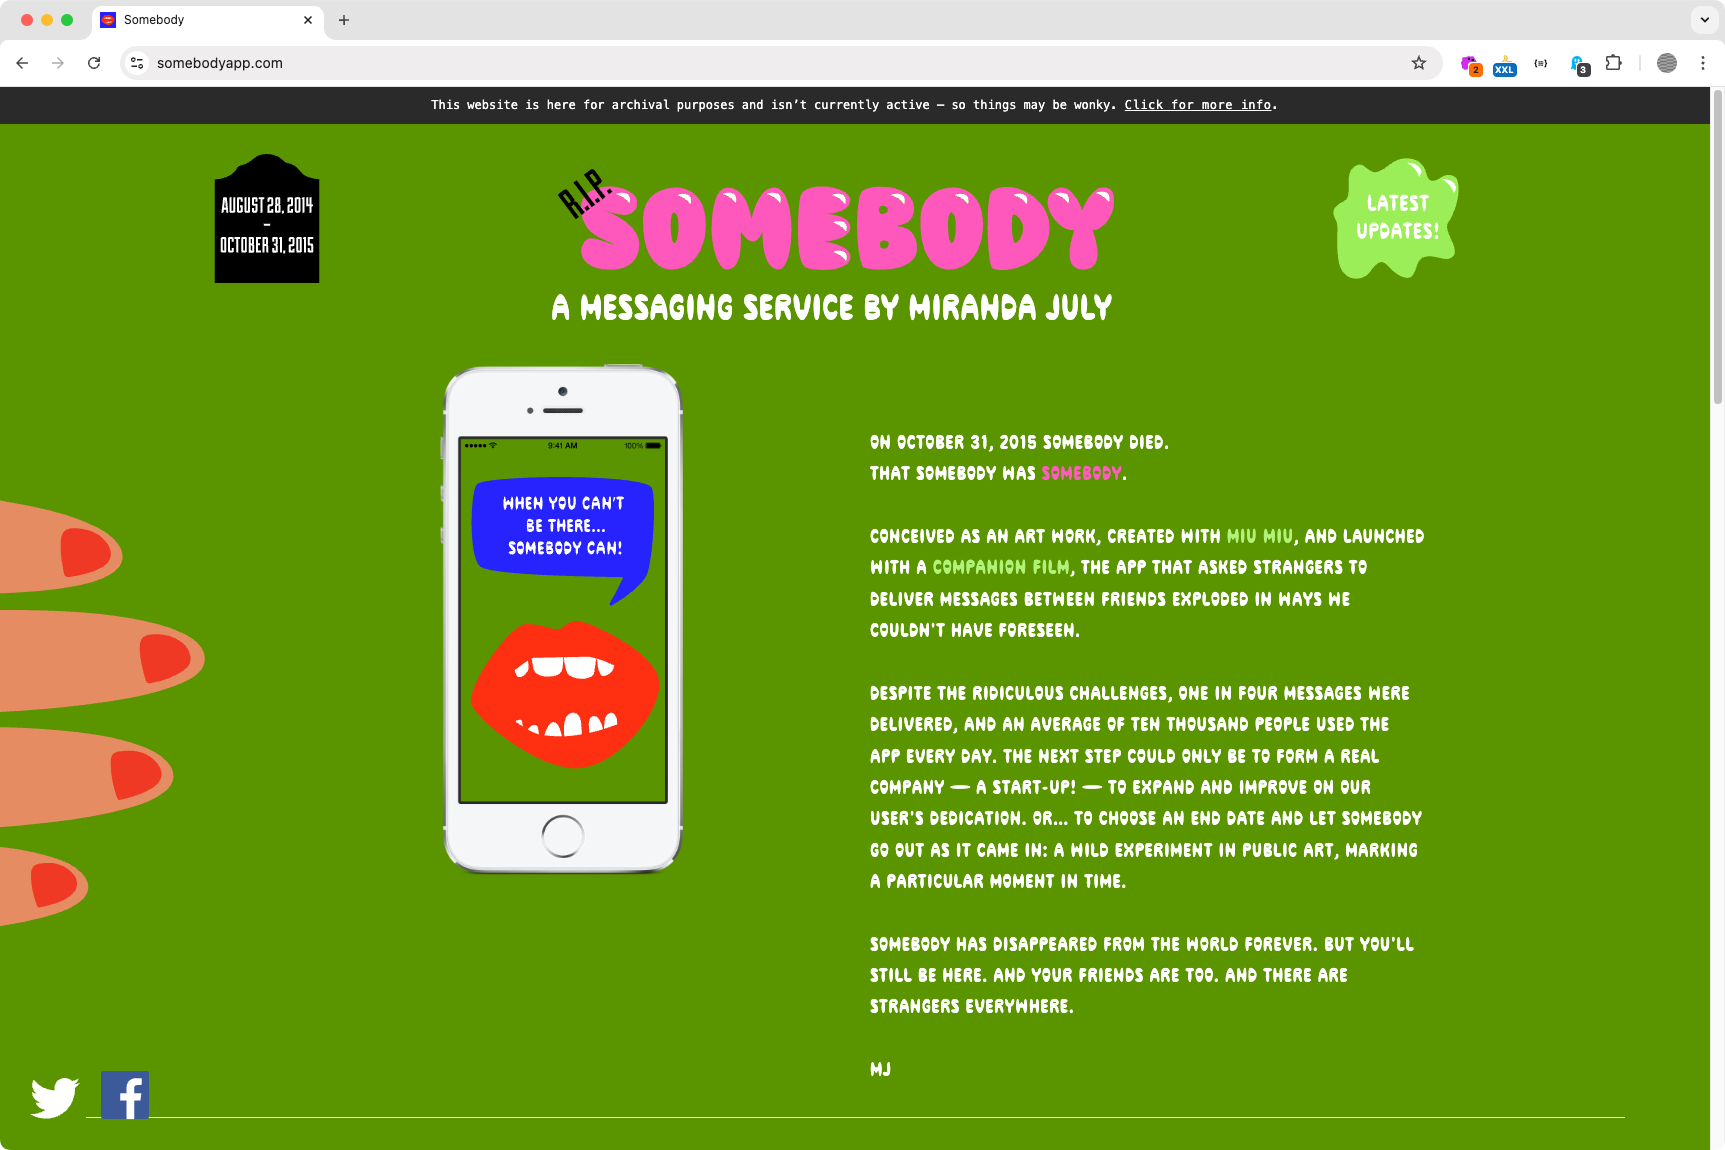 Somebody
somebodyapp.com
2
XXL
3
This website is here for archival purposes and isn’t currently active – so things may be wonky. Click for more info.
AUGUST 28, 2014
–
OCTOBER 31, 2015
R.I.P.
SOMEBODY
A MESSAGING SERVICE BY MIRANDA JULY
LATEST
UPDATES!
9:41 AM
100%
WHEN YOU CAN'T
BE THERE...
SOMEBODY CAN!
ON OCTOBER 31, 2015 SOMEBODY DIED.
THAT SOMEBODY WAS SOMEBODY.
CONCEIVED AS AN ART WORK, CREATED WITH MIU MIU, AND LAUNCHED
WITH A COMPANION FILM, THE APP THAT ASKED STRANGERS TO
DELIVER MESSAGES BETWEEN FRIENDS EXPLODED IN WAYS WE
COULDN'T HAVE FORESEEN.
DESPITE THE RIDICULOUS CHALLENGES, ONE IN FOUR MESSAGES WERE
DELIVERED, AND AN AVERAGE OF TEN THOUSAND PEOPLE USED THE
APP EVERY DAY. THE NEXT STEP COULD ONLY BE TO FORM A REAL
COMPANY — A START-UP! — TO EXPAND AND IMPROVE ON OUR
USER'S DEDICATION. OR... TO CHOOSE AN END DATE AND LET SOMEBODY
GO OUT AS IT CAME IN: A WILD EXPERIMENT IN PUBLIC ART, MARKING
A PARTICULAR MOMENT IN TIME.
SOMEBODY HAS DISAPPEARED FROM THE WORLD FOREVER. BUT YOU'LL
STILL BE HERE. AND YOUR FRIENDS ARE TOO. AND THERE ARE
STRANGERS EVERYWHERE.
MJ